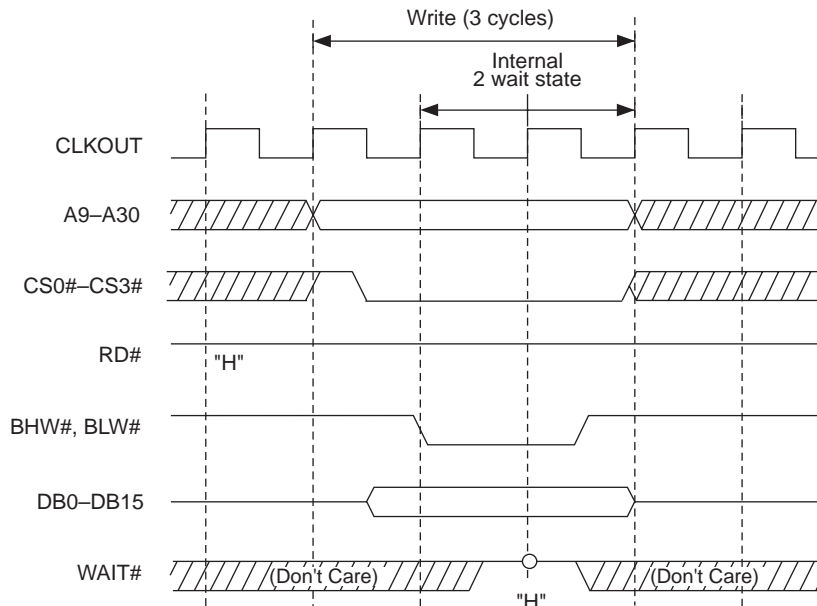 Write (3 cycles)
Internal
2 wait state
CLKOUT
A9–A30
CS0#–CS3#
RD#
"H"
BHW#, BLW#
DB0–DB15
WAIT#
(Don't Care)
(Don't Care)
"H"